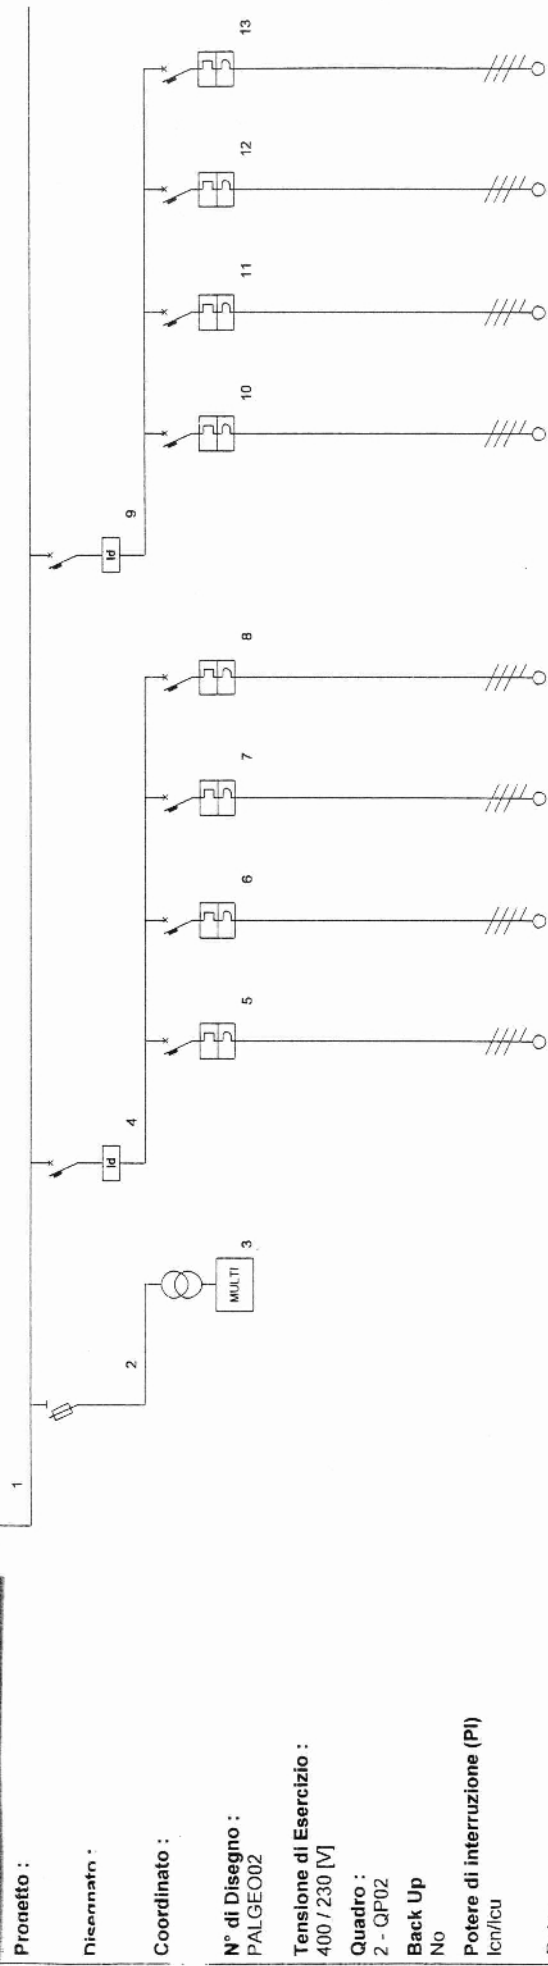 Progetto :
Disegnato :
Coordinato :
N° di Disegno :
PALGEO02
Tensione di Esercizio :
400 / 230 [V]
Quadro :
2 - QP02
Back Up
No
Potere di interruzione (PI)
Icn/Icu
1
2
3
MULTI
4
Id
5
6
7
8
9
Id
10
11
12
13